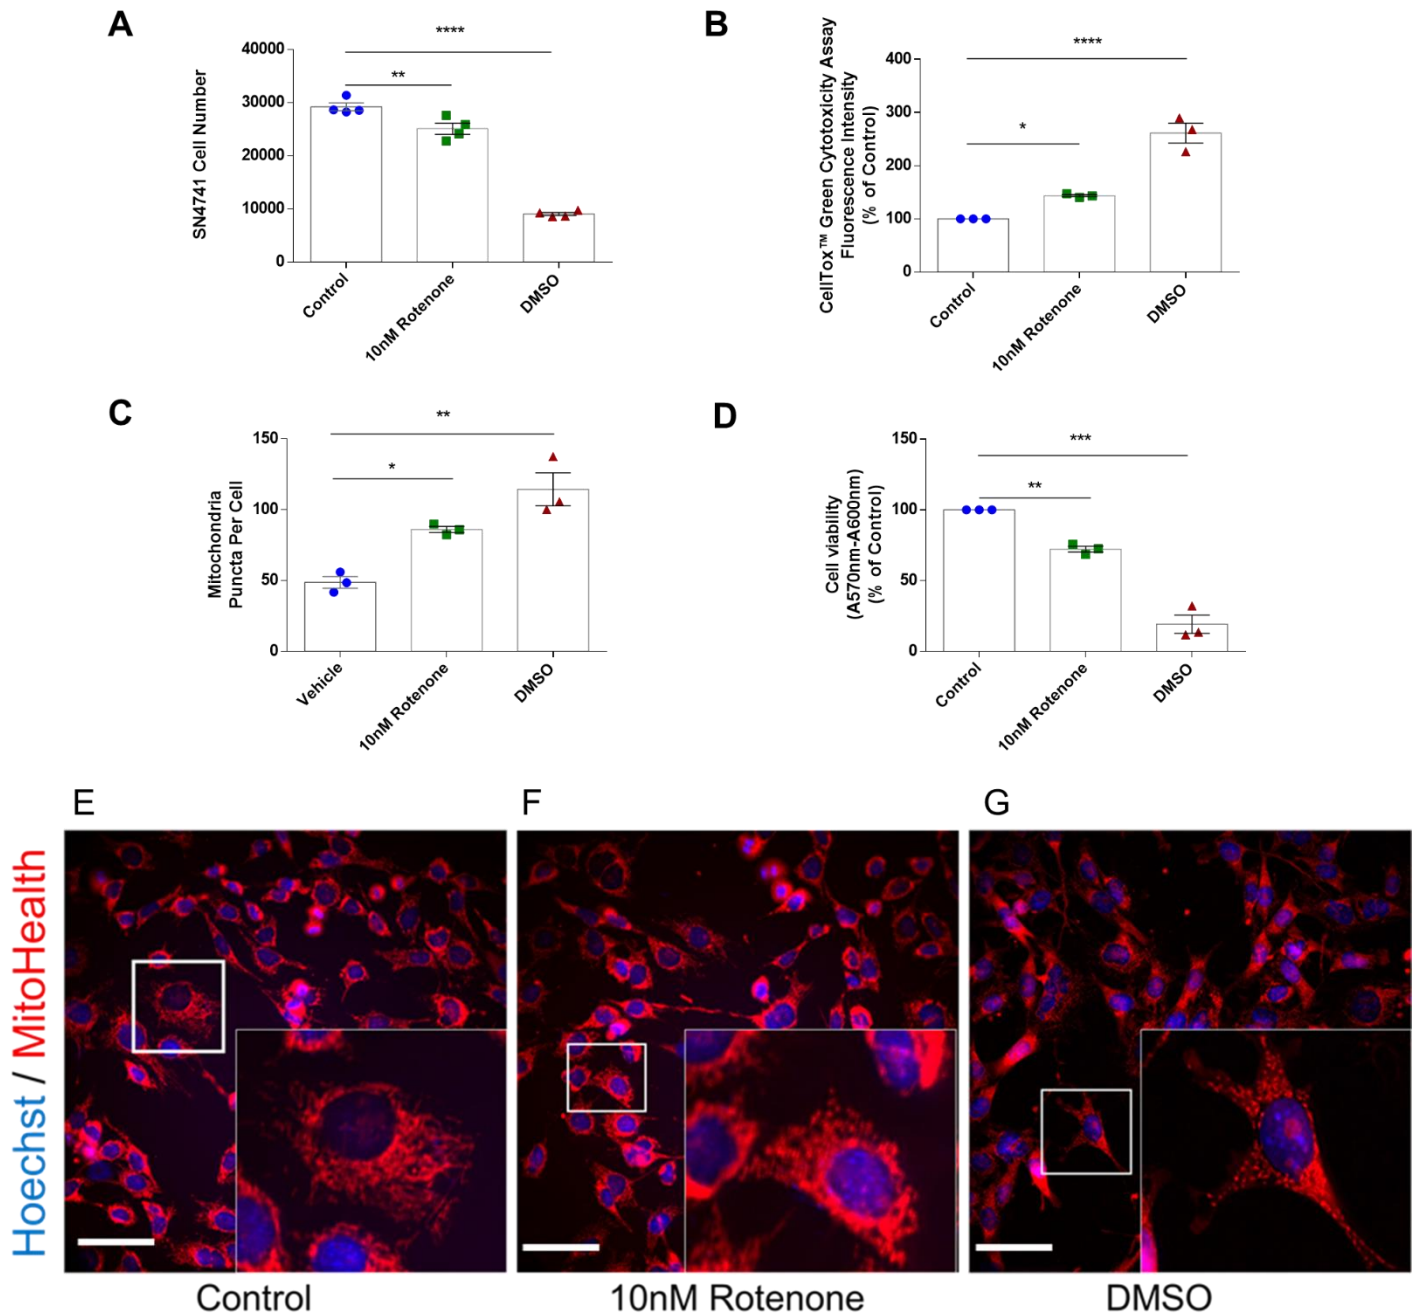 A
****
**
40000
30000
20000
10000
0
SN4741 Cell Number
Control
10nM Rotenone
DMSO
B
****
*
400
300
200
100
0
CellTox™ Green Cytotoxicity Assay
Fluorescence Intensity
(% of Control)
Control
10nM Rotenone
DMSO
C
**
*
150
100
50
0
Mitochondria
Puncta Per Cell
Vehicle
10nM Rotenone
DMSO
D
***
**
150
100
50
0
Cell viability
(A570nm-A600nm)
(% of Control)
Control
10nM Rotenone
DMSO
E
F
G
Hoechst / MitoHealth
Control
10nM Rotenone
DMSO